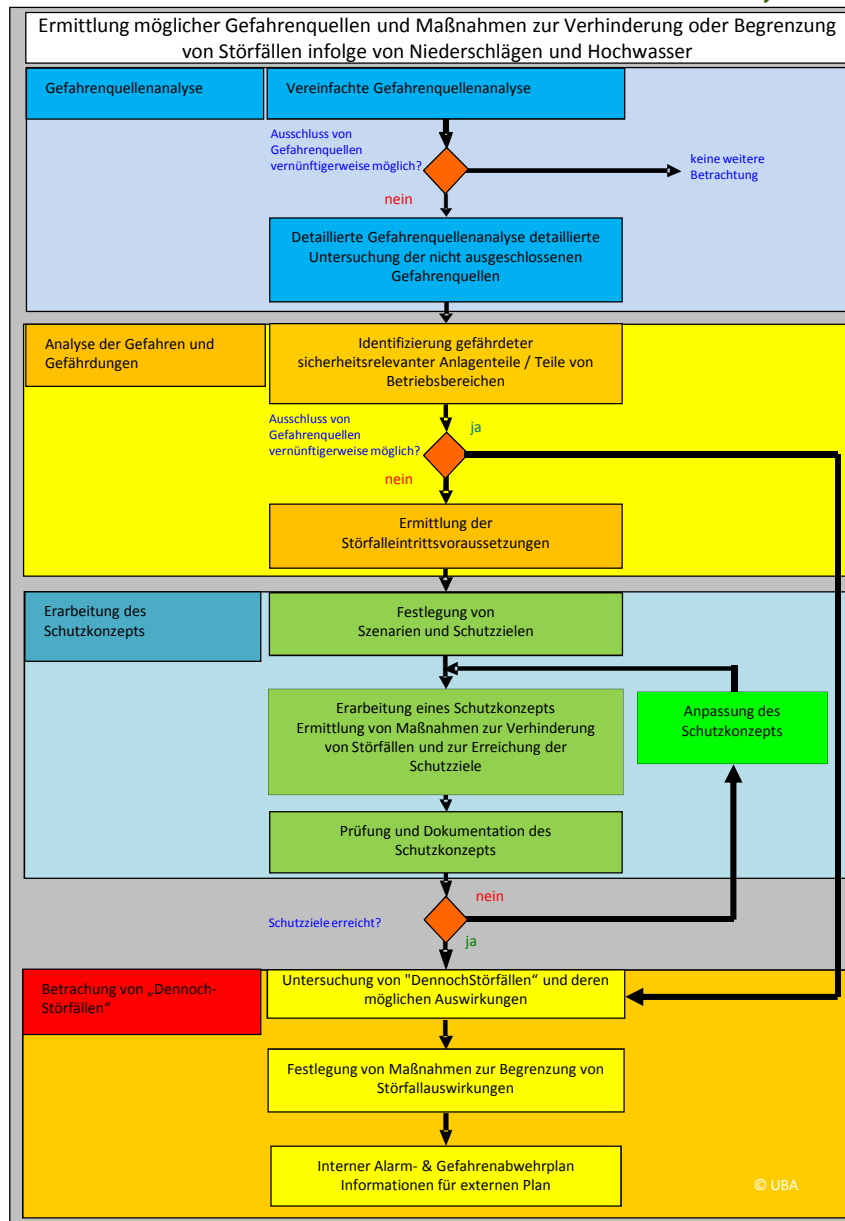 Ermittlung möglicher Gefahrenquellen und Maßnahmen zur Verhinderung oder Begrenzung
von Störfällen infolge von Niederschlägen und Hochwasser
Gefahrenquellenanalyse
Vereinfachte Gefahrenquellenanalyse
Ausschluss von
Gefahrenquellen
vernünftigerweise möglich?
keine weitere
Betrachtung
nein
Detaillierte Gefahrenquellenanalyse detaillierte
Untersuchung der nicht ausgeschlossenen
Gefahrenquellen
Analyse der Gefahren und
Gefährdungen
Identifizierung gefährdeter
sicherheitsrelevanter Anlagenteile / Teile von
Betriebsbereichen
Ausschluss von
Gefahrenquellen
vernünftigerweise möglich?
ja
nein
Ermittlung der
Störfalleintrittsvoraussetzungen
Erarbeitung des
Schutzkonzepts
Festlegung von
Szenarien und Schutzzielen
Erarbeitung eines Schutzkonzepts
Ermittlung von Maßnahmen zur Verhinderung
von Störfällen und zur Erreichung der
Schutzziele
Anpassung des
Schutzkonzepts
Prüfung und Dokumentation des
Schutzkonzepts
nein
Schutzziele erreicht?
ja
Betrachung von „Dennoch-
Störfällen“
Untersuchung von "DennochStörfällen“ und deren
möglichen Auswirkungen
Festlegung von Maßnahmen zur Begrenzung von
Störfallauswirkungen
Interner Alarm- & Gefahrenabwehrplan
Informationen für externen Plan
© UBA